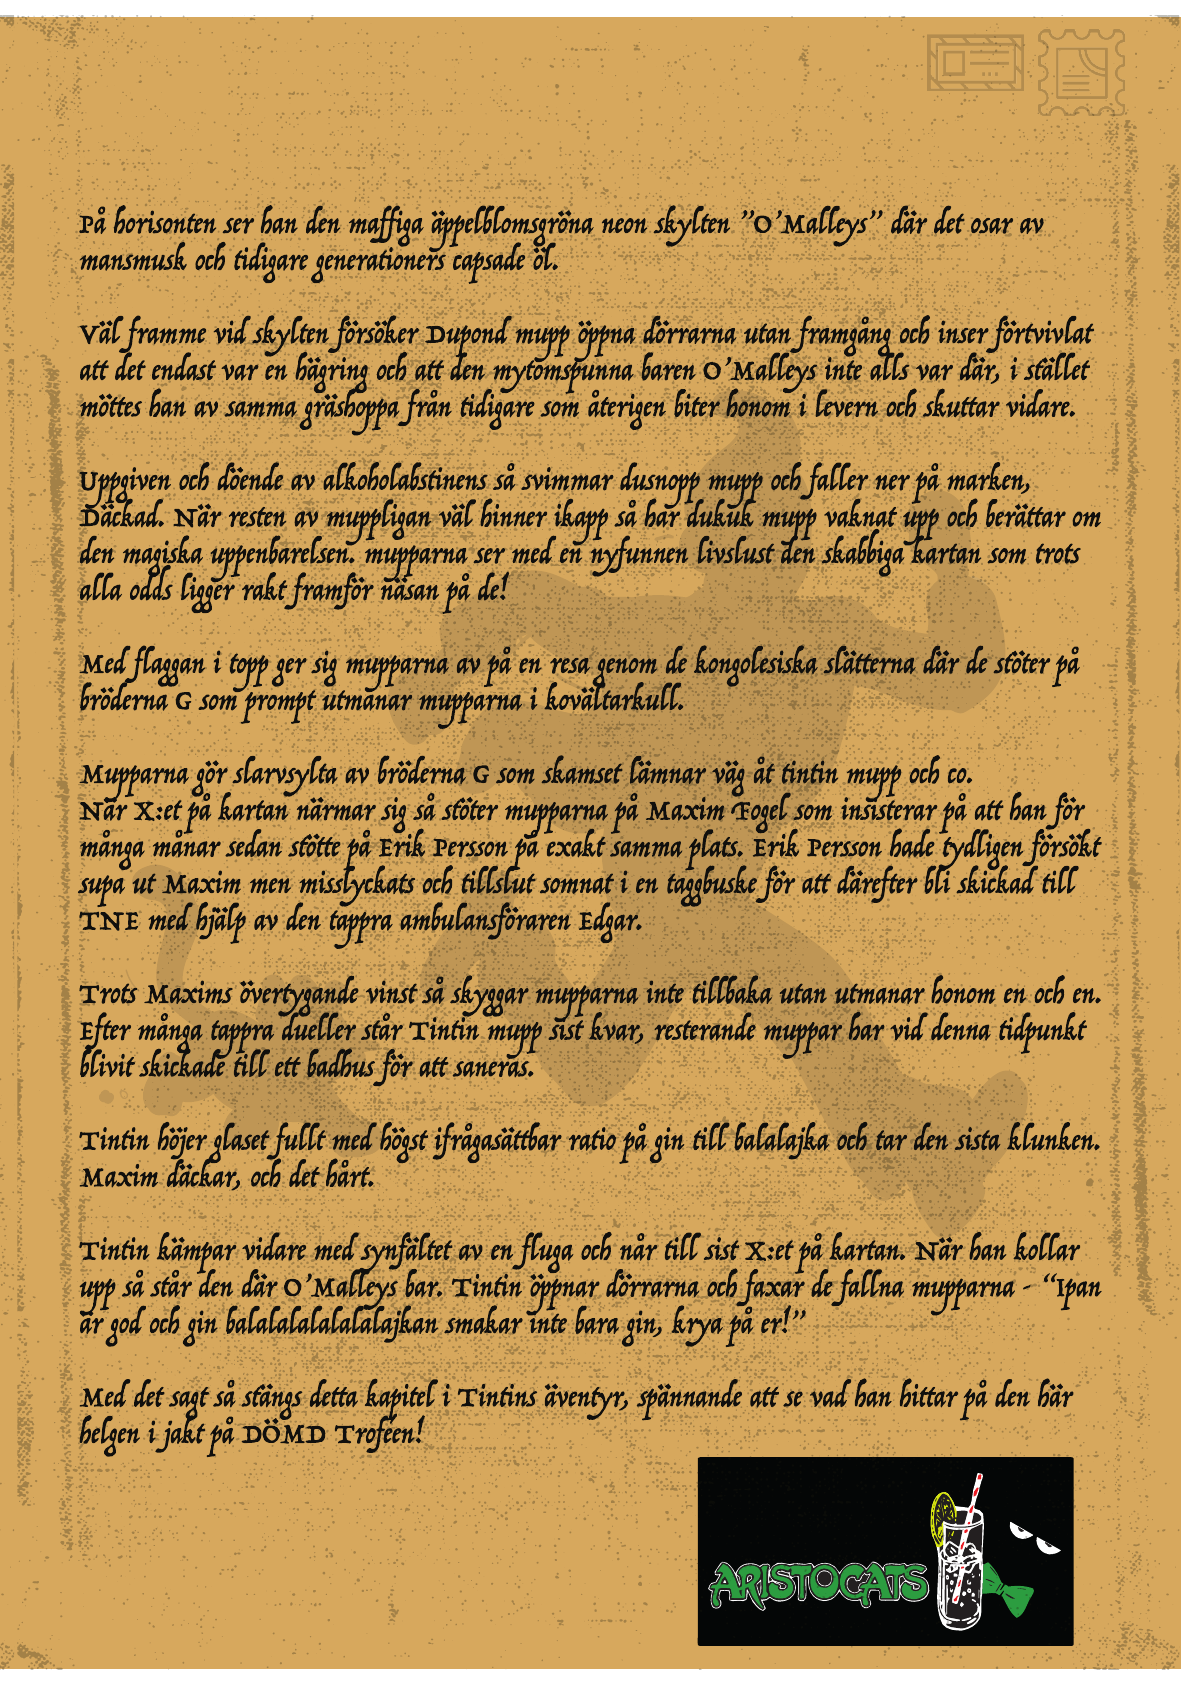 På horisonten ser han den maffiga äppelblomsgröna neon skylten ”O’Malleys” där det osar av
mansmusk och tidigare generationers capsade öl.
Väl framme vid skylten försöker Dupond mupp öppna dörrarna utan framgång och inser förtvivlat
att det endast var en hägring och att den mytomspunna baren O’Malleys inte alls var där, i stället
möttes han av samma gräshoppa från tidigare som återigen biter honom i levern och skuttar vidare.
Uppgiven och döende av alkoholabstinens så svimmar dusnopp mupp och faller ner på marken,
Däckad. När resten av muppligan väl hinner ikapp så har dukuk mupp vaknat upp och berättar om
den magiska uppenbarelsen. mupparna ser med en nyfunnen livslust den skabbiga kartan som trots
alla odds ligger rakt framför näsan på de!
Med flaggan i topp ger sig mupparna av på en resa genom de kongolesiska slätterna där de stöter på
bröderna G som prompt utmanar mupparna i kovältarkull.
Mupparna gör slarvsylta av bröderna G som skamset lämnar väg åt tintin mupp och co.
När X:et på kartan närmar sig så stöter mupparna på Maxim Fogel som insisterar på att han för
många månar sedan stötte på Erik Persson på exakt samma plats. Erik Persson hade tydligen försökt
supa ut Maxim men misslyckats och tillslut somnat i en taggbuske för att därefter bli skickad till
TNE med hjälp av den tappra ambulansföraren Edgar.
Trots Maxims övertygande vinst så skyggar mupparna inte tillbaka utan utmanar honom en och en.
Efter många tappra dueller står Tintin mupp sist kvar, resterande muppar har vid denna tidpunkt
blivit skickade till ett badhus för att saneras.
Tintin höjer glaset fullt med högst ifrågasättbar ratio på gin till balalajka och tar den sista klunken.
Maxim däckar, och det hårt.
Tintin kämpar vidare med synfältet av en fluga och når till sist X:et på kartan. När han kollar
upp så står den där O’Malleys bar. Tintin öppnar dörrarna och faxar de fallna mupparna - “Ipan
är god och gin balalalalalalalajkan smakar inte bara gin, krya på er!”
Med det sagt så stängs detta kapitel i Tintins äventyr, spännande att se vad han hittar på den här
helgen i jakt på DÖMD Troféen!
ARISTOCATS